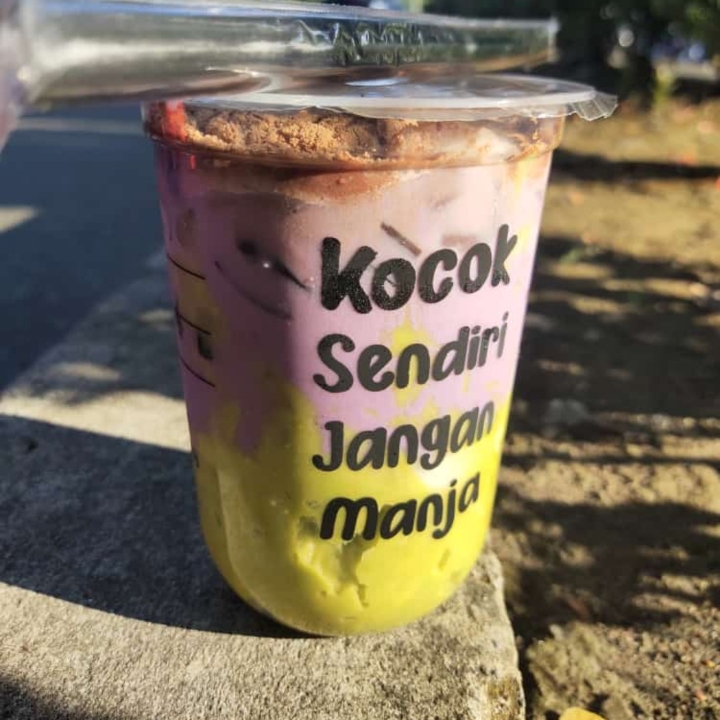 Kocok
Sendiri
Jangan
Manja